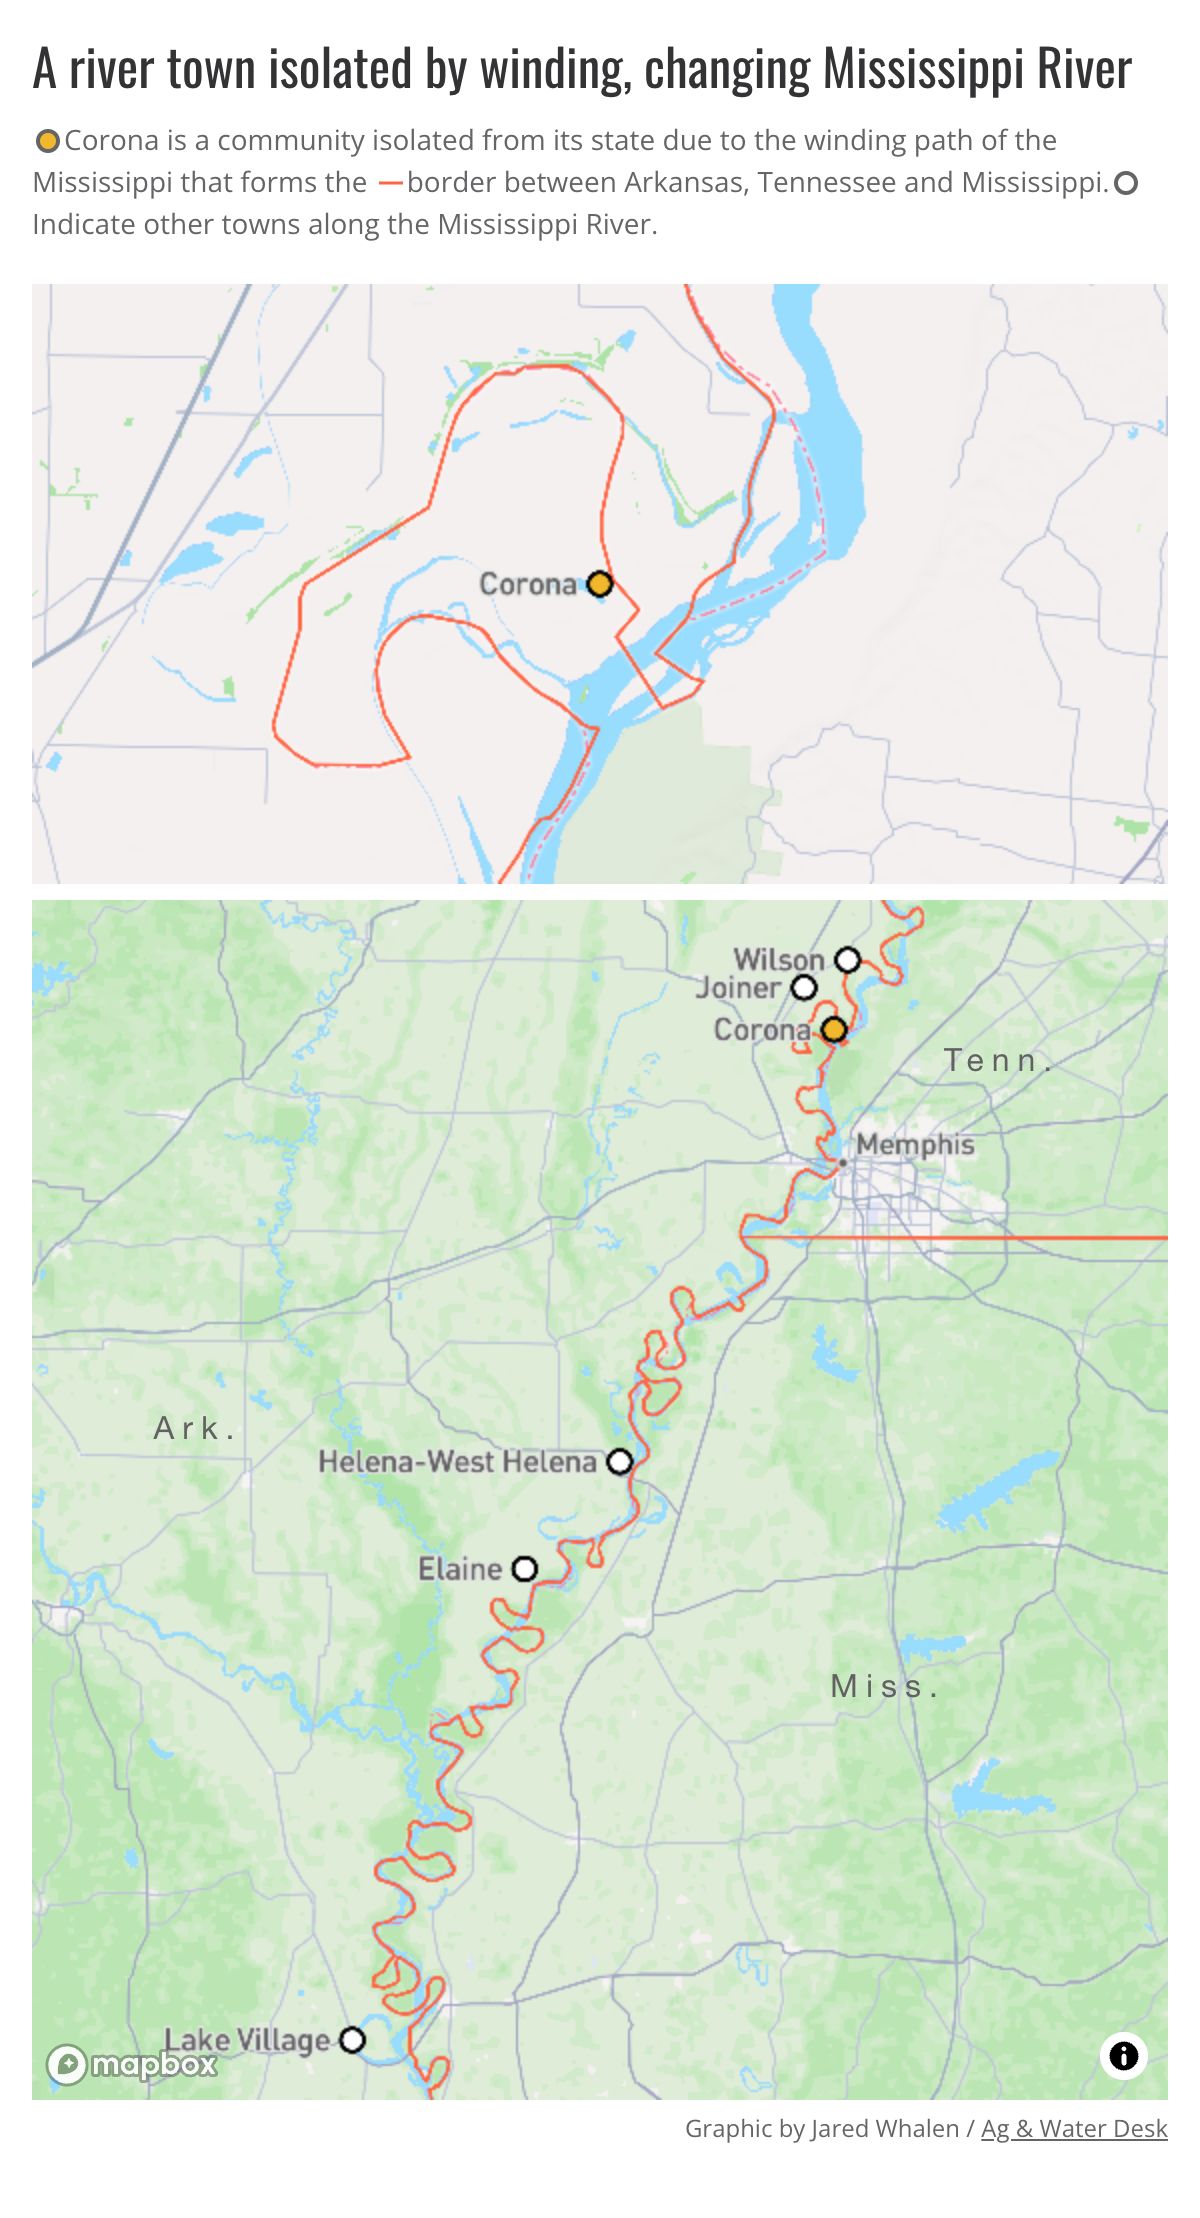 A river town isolated by winding, changing Mississippi River
Corona is a community isolated from its state due to the winding path of the
Mississippi that forms the border between Arkansas, Tennessee and Mississippi.
Indicate other towns along the Mississippi River.
Corona
Wilson
Joiner
Corona
Tenn.
Memphis
Ark.
Helena-West Helena
Elaine
Miss.
Lake Village
mapbox
Graphic by Jared Whalen / Ag & Water Desk